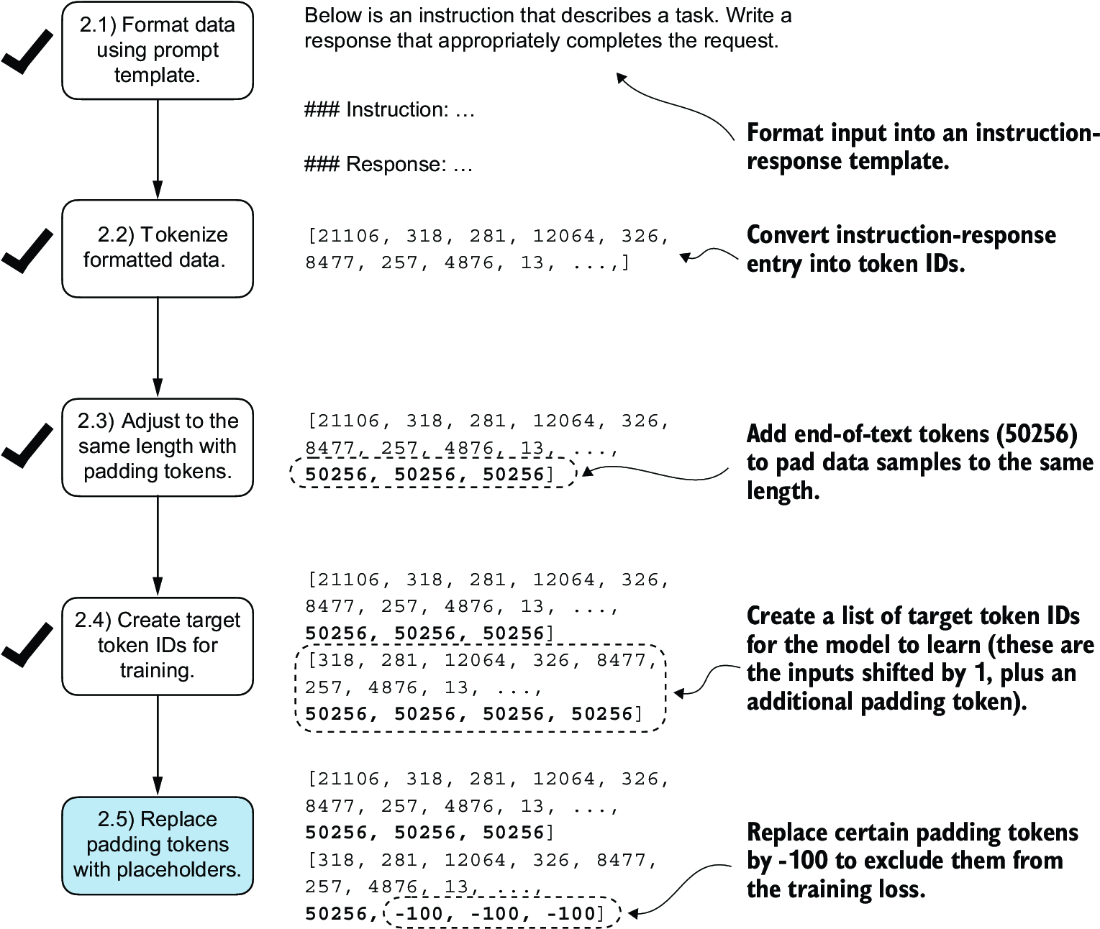 2.1) Format data
using prompt
template.
Below is an instruction that describes a task. Write a
response that appropriately completes the request.
### Instruction: …
### Response: …
Format input into an instruction-
response template.
2.2) Tokenize
formatted data.
[21106, 318, 281, 12064, 326,
8477, 257, 4876, 13, ...,]
Convert instruction-response
entry into token IDs.
2.3) Adjust to the
same length with
padding tokens.
[21106, 318, 281, 12064, 326,
8477, 257, 4876, 13, ...,
50256, 50256, 50256]
Add end-of-text tokens (50256)
to pad data samples to the same
length.
2.4) Create target
token IDs for
training.
[21106, 318, 281, 12064, 326,
8477, 257, 4876, 13, ...,
50256, 50256, 50256]
[318, 281, 12064, 326, 8477,
257, 4876, 13, ...,
50256, 50256, 50256, 50256]
Create a list of target token IDs
for the model to learn (these are
the inputs shifted by 1, plus an
additional padding token).
2.5) Replace
padding tokens
with placeholders.
[21106, 318, 281, 12064, 326,
8477, 257, 4876, 13, ...,
50256, 50256, 50256]
[318, 281, 12064, 326, 8477,
257, 4876, 13, ...,
50256, -100, -100, -100]
Replace certain padding tokens
by -100 to exclude them from
the training loss.